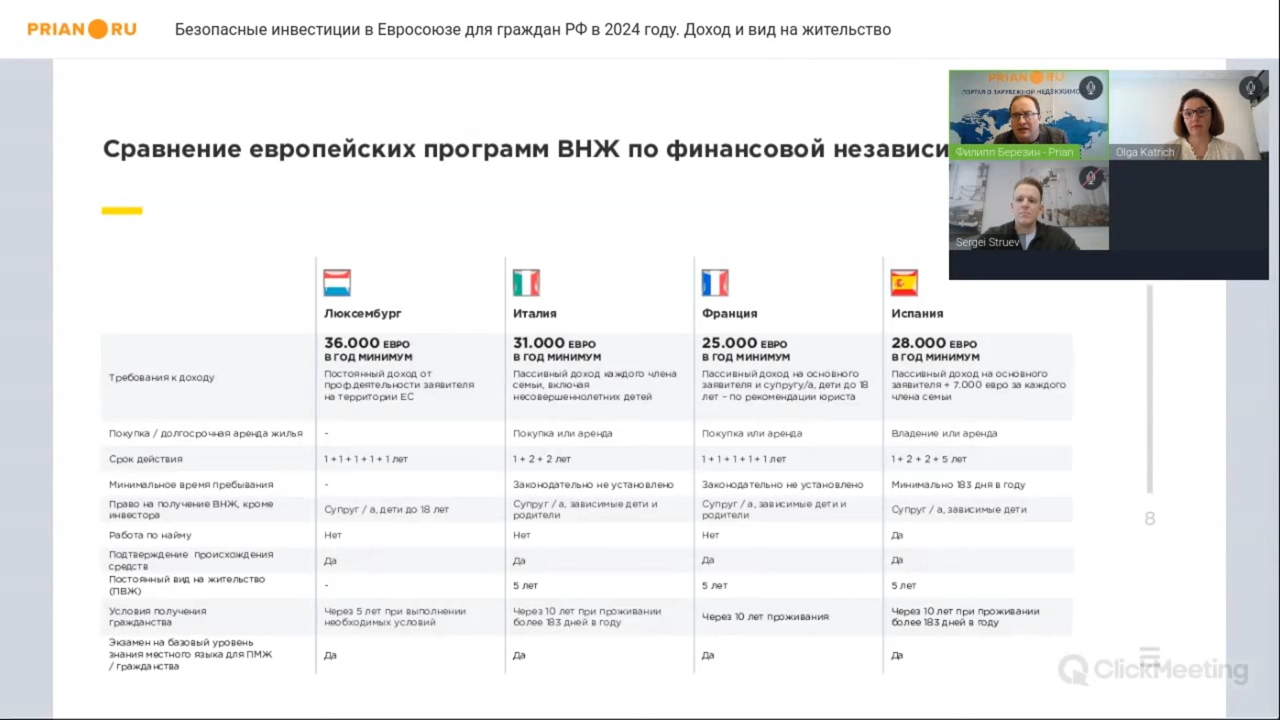 PRIAN RU
Безопасные инвестиции в Евросоюзе для граждан РФ в 2024 году. Доход и вид на жительство
PRIAN RU
ПОРТАЛ О ЗАРУБЕЖНОЙ
Филипп Березин - Prian
Olga Katrich
Sergei Struev
Сравнение европейских программ ВНЖ по финансовой
Люксембург
Италия
Франция
Испания
Требования к доходу
36.000 ЕВРО
В ГОД МИНИМУМ
Постоянный доход от
проф.деятельности заявителя
на территории ЕС
31.000 ЕВРО
В ГОД МИНИМУМ
Пассивный доход каждого члена
семьи, включая
несовершеннолетних детей
25.000 ЕВРО
В ГОД МИНИМУМ
Пассивный доход на основного
заявителя и супругу/а, дети до 18
лет – по рекомендации юриста
28.000 ЕВРО
В ГОД МИНИМУМ
Пассивный доход на основного
заявителя + 7.000 евро за каждого
члена семьи
Покупка / долгосрочная аренда жилья
-
Покупка или аренда
Покупка или аренда
Владение или аренда
Срок действия
1 + 1 + 1 + 1 + 1 лет
1 + 2 + 2 лет
1 + 1 + 1 + 1 + 1 лет
1 + 2 + 2 + 5 лет
Минимальное время пребывания
-
Законодательно не установлено
Законодательно не установлено
Минимально 183 дня в году
Право на получение ВНЖ, кроме
инвестора
Супруг / а, дети до 18 лет
Супруг / а, зависимые дети и
родители
Супруг / а, зависимые дети и
родители
Супруг / а, зависимые дети
Работа по найму
Нет
Нет
Нет
Да
Подтверждение происхождения
средств
Да
Да
Да
Да
Постоянный вид на жительство
(ПВЖ)
-
5 лет
5 лет
5 лет
Условия получения
гражданства
Через 5 лет при выполнении
необходимых условий
Через 10 лет при проживании
более 183 дней в году
Через 10 лет проживания
Через 10 лет при проживании
более 183 дней в году
Экзамен на базовый уровень
знания местного языка для ПМЖ
/ гражданства
Да
Да
Да
Да
8
ClickMeeting